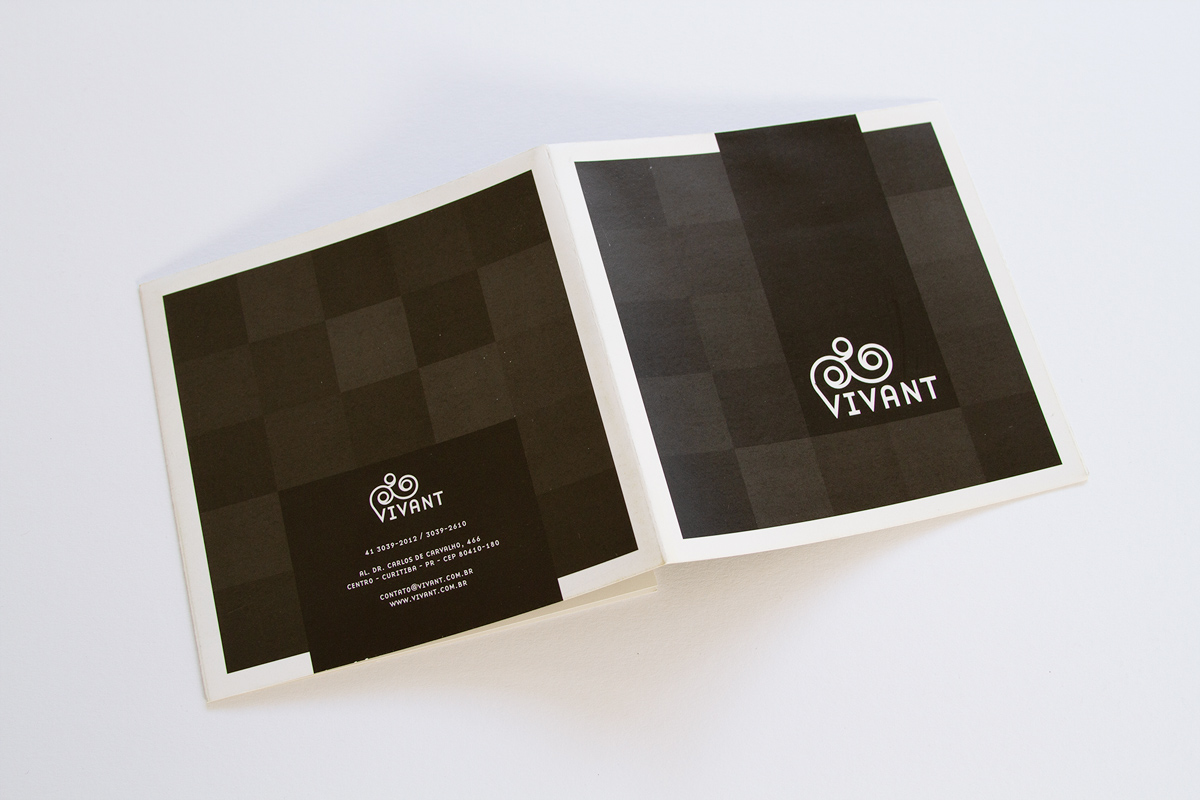 VIVANT
41 3039-2012 / 3039-2610
AL. DR. CARLOS DE CARVALHO, 466
CENTRO - CURITIBA - PR - CEP 80410-180
CONTATO@VIVANT.COM.BR
WWW.VIVANT.COM.BR
VIVANT